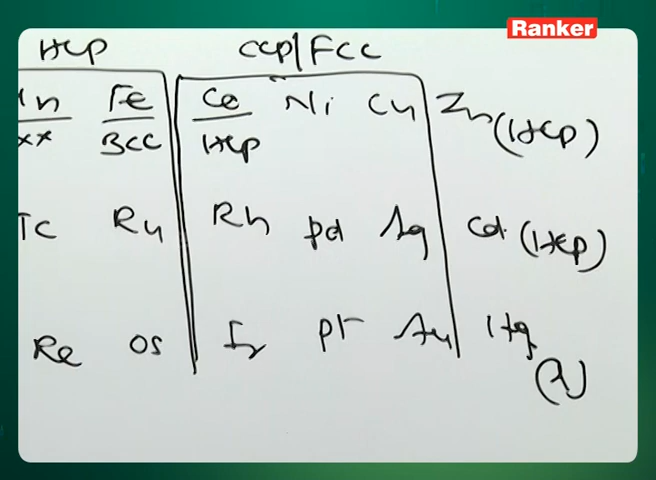 Ranker
HCP CCP/FCC
Mn Fe Co Ni Cu Zn (HCP)
xx BCC HCP
Tc Ru Rh pd Ag Cd (HCP)
Re Os Ir pt Au Hg
(l)